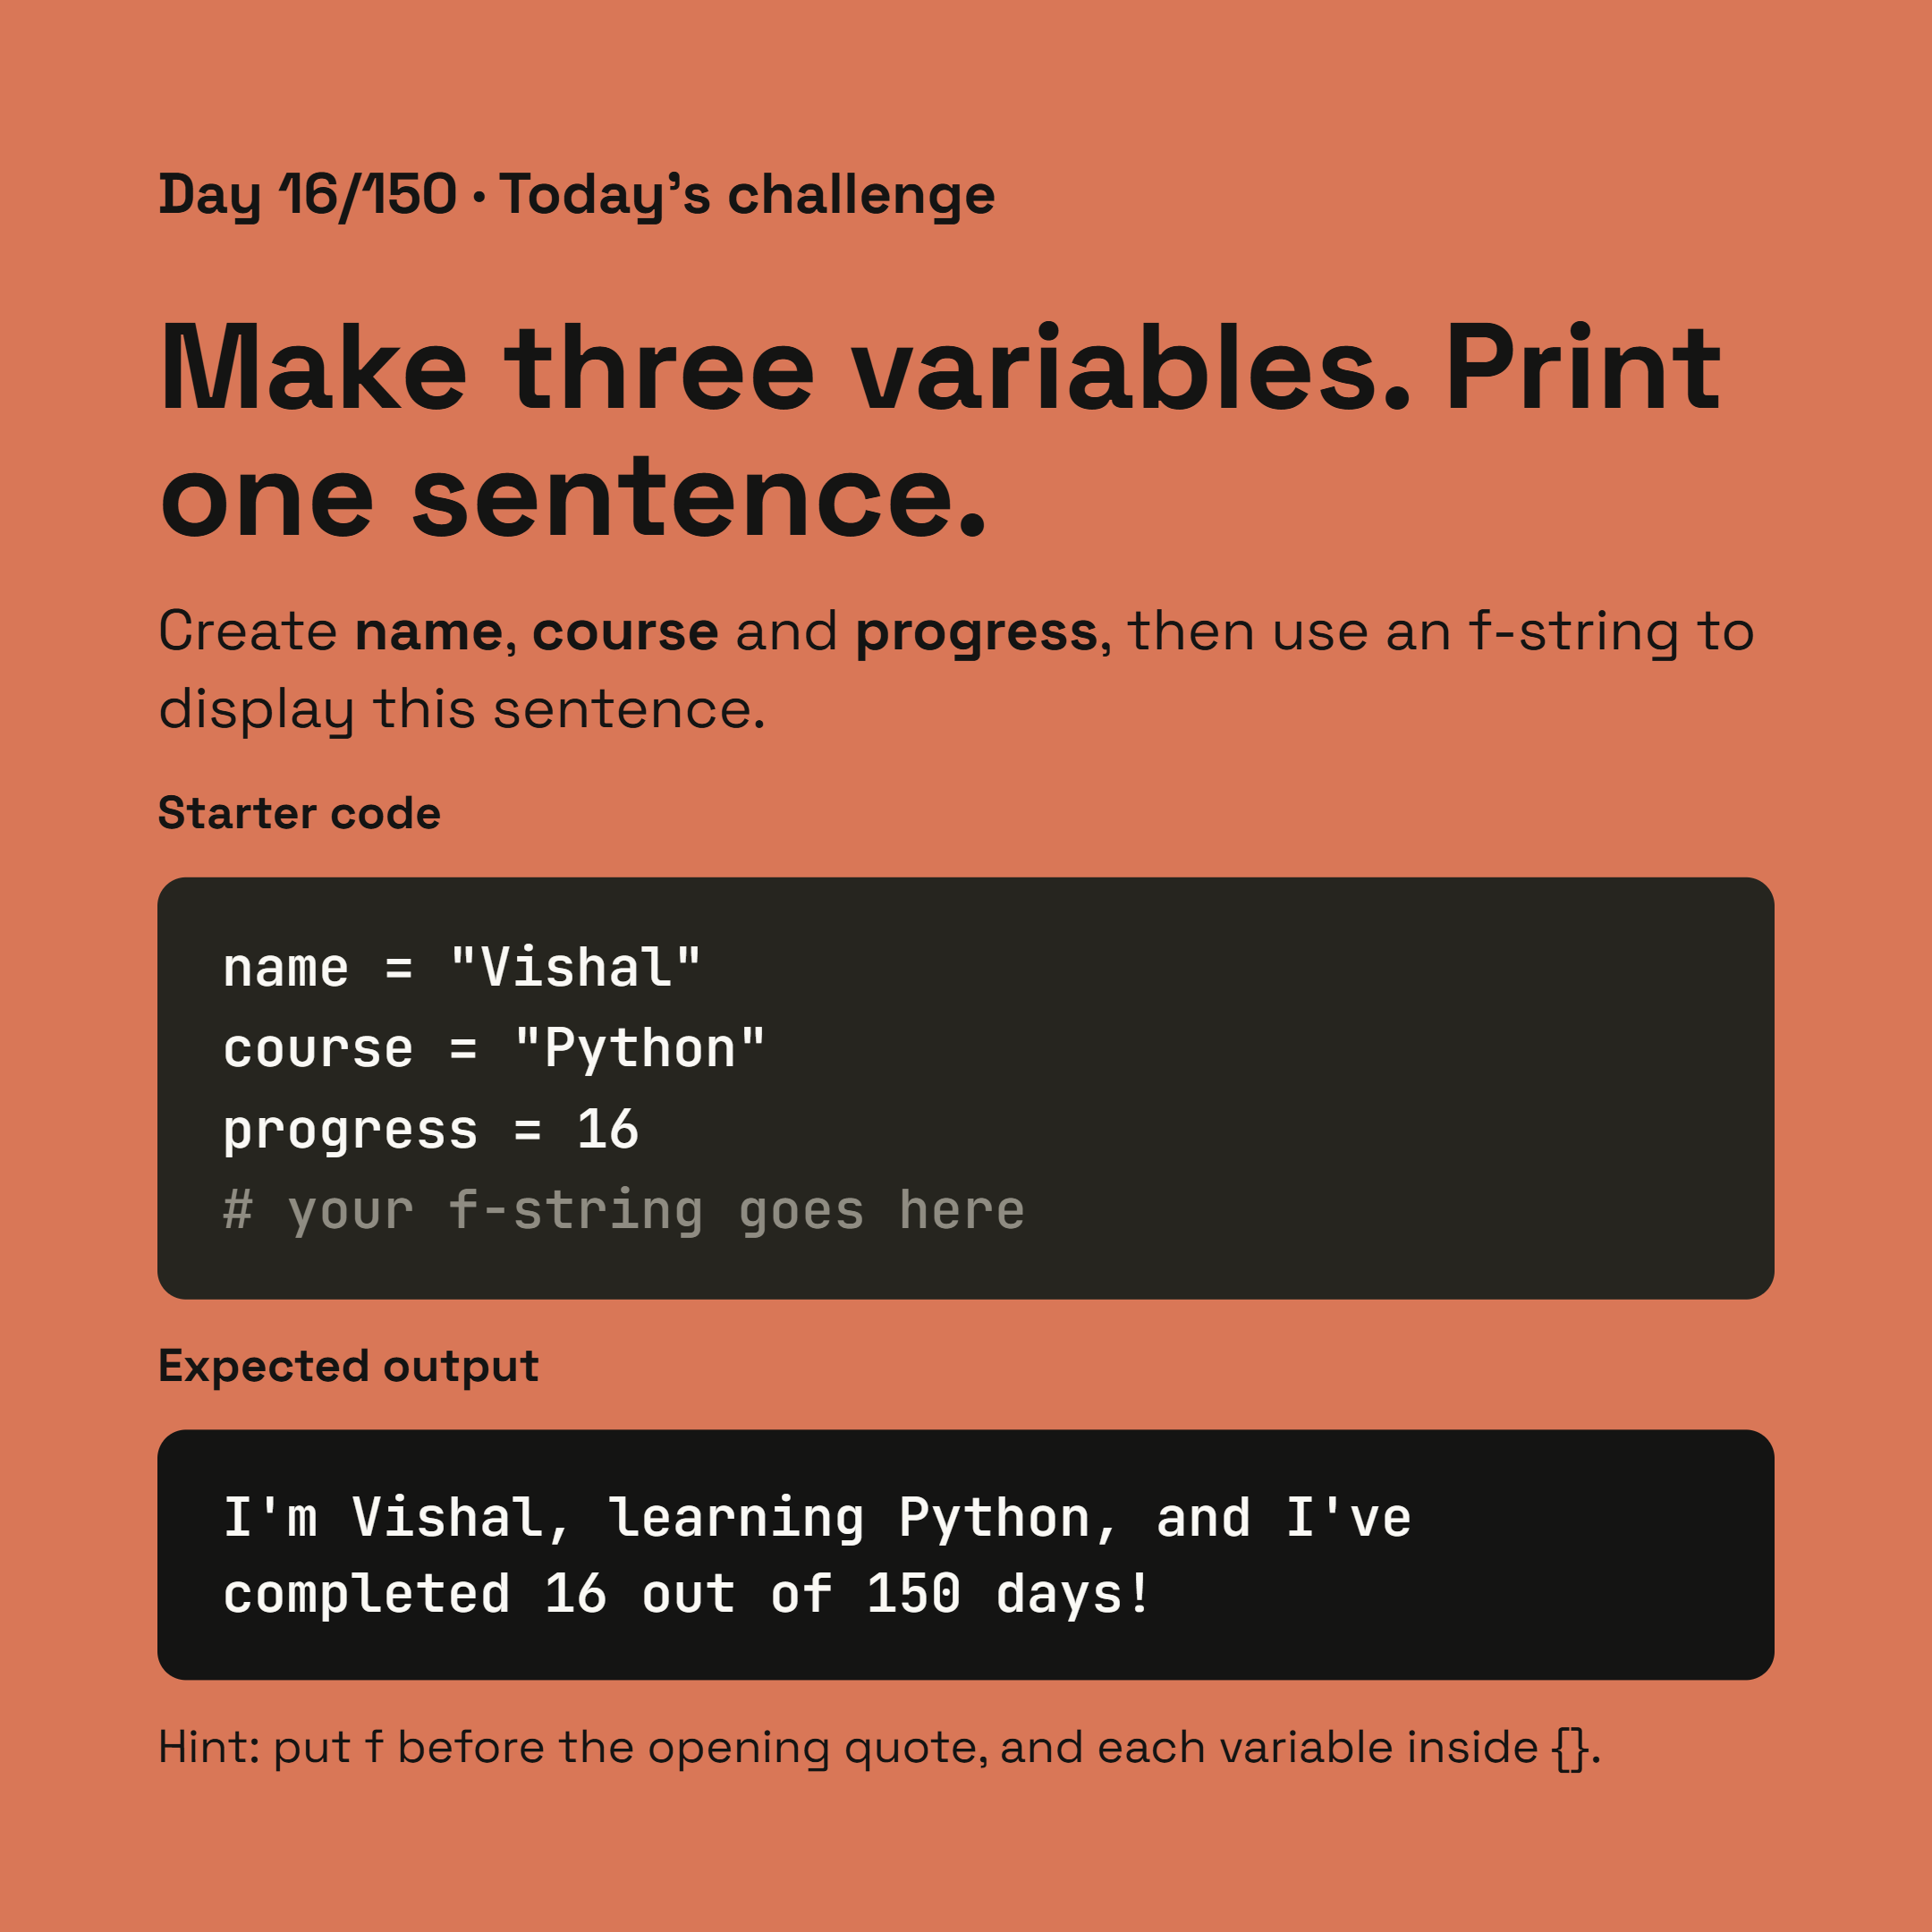 Day 16/150 · Today’s challenge
Make three variables. Print
one sentence.
Create name, course and progress, then use an f-string to
display this sentence.
Starter code
name = "Vishal"
course = "Python"
progress = 16
# your f-string goes here
Expected output
I'm Vishal, learning Python, and I've
completed 16 out of 150 days!
Hint: put f before the opening quote, and each variable inside {}.